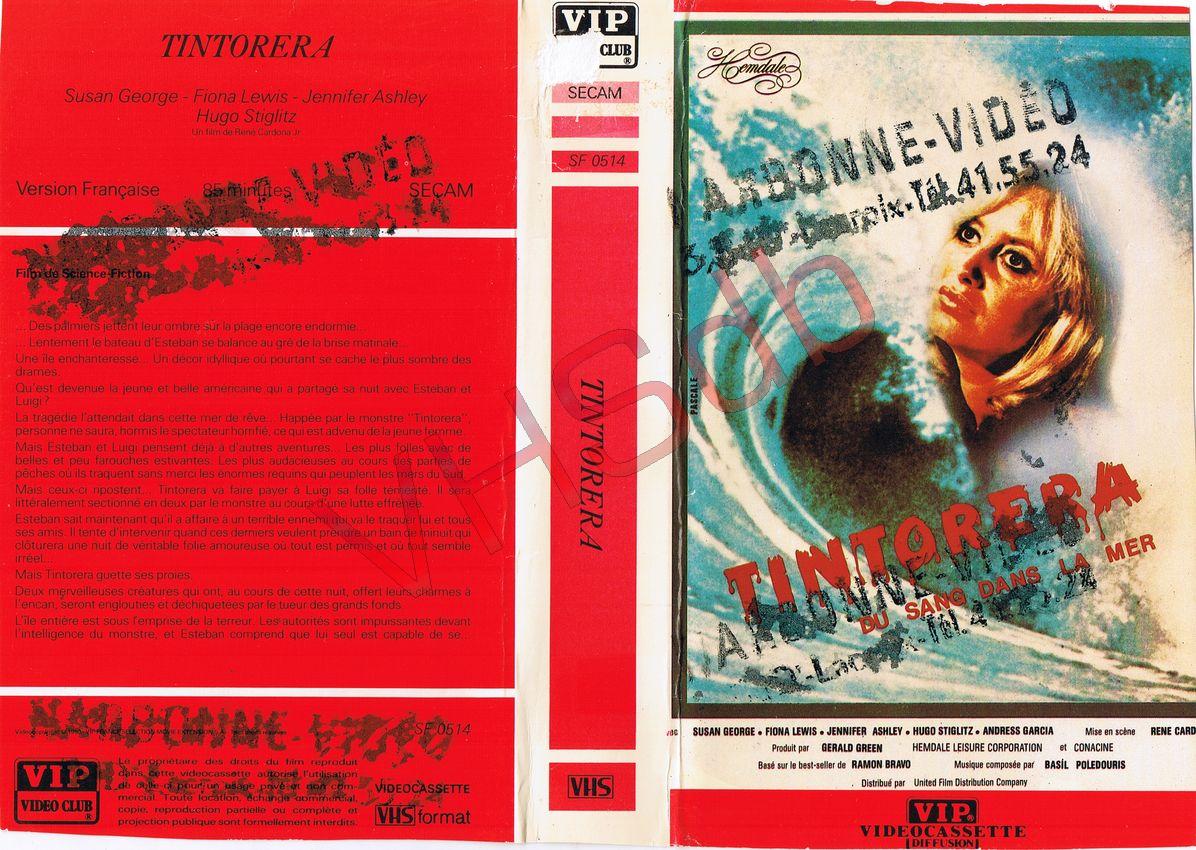 TINTORERA
Susan George - Fiona Lewis - Jennifer Ashley
Hugo Stiglitz
Un film de René Cardona Jr
Version Française 85 minutes SECAM
Film de Science-Fiction
... Des palmiers jettent leur ombre sur la plage encore endormie...
... Lentement le bateau d'Esteban se balance au gré de la brise matinale...
Une île enchanteresse... Un décor idyllique où pourtant se cache le plus sombre des
drames.
Qu'est devenue la jeune et belle américaine qui a partagé sa nuit avec Esteban et
Luigi ?
La tragédie l'attendait dans cette mer de rêve... Happée par le monstre "Tintorera",
personne ne saura, hormis le spectateur horrifié, ce qui est advenu de la jeune femme.
Mais Esteban et Luigi pensent déjà à d'autres aventures... Les plus folles avec de
belles et peu farouches estivantes. Les plus audacieuses au cours des parties de
pêches où ils traquent sans merci les énormes requins qui peuplent les mers du Sud.
Mais ceux-ci ripostent... Tintorera va faire payer à Luigi sa folle témérité. Il sera
littéralement sectionné en deux par le monstre au cours d'une lutte effrénée.
Esteban sait maintenant qu'il a affaire à un terrible ennemi qui va le traquer lui et tous
ses amis. Il tente d'intervenir quand ces derniers veulent prendre un bain de minuit qui
clôturera une nuit de véritable folie amoureuse où tout est permis et où tout semble
irréel...
Mais Tintorera guette ses proies.
Deux merveilleuses créatures qui ont, au cours de cette nuit, offert leurs charmes à
l'encan, seront englouties et déchiquetées par le tueur des grands fonds.
L'île entière est sous l'emprise de la terreur. Les autorités sont impuissantes devant
l'intelligence du monstre, et Esteban comprend que lui seul est capable de se...
NARBONNE-VIDÉO
SF 0514
VIP
VIDEO CLUB
Le propriétaire des droits du film reproduit
dans cette videocassette autorise l'utilisation
de celle-ci pour un usage privé et non com-
mercial. Toute location, échange commercial,
copie, reproduction partielle ou complète et
projection publique sont formellement interdits.
VIDEOCASSETTE
VHS format
VIP
CLUB
SECAM
SF 0514
TINTORERA
VHS
Hemdale
ARBONNE-VIDÉO
Tél. 41.55.24
PASCALE
TINTORERA
DU SANG DANS LA MER
ARBONNE-VIDÉO
SUSAN GEORGE • FIONA LEWIS • JENNIFER ASHLEY • HUGO STIGLITZ • ANDRESS GARCIA Mise en scène RENE CARD
Produit par GERALD GREEN HEMDALE LEISURE CORPORATION et CONACINE
Basé sur le best-seller de RAMON BRAVO Musique composée par BASIL POLEDOURIS
Distribué par United Film Distribution Company
VIP
VIDEOCASSETTE
[DIFFUSION]
VHSdb